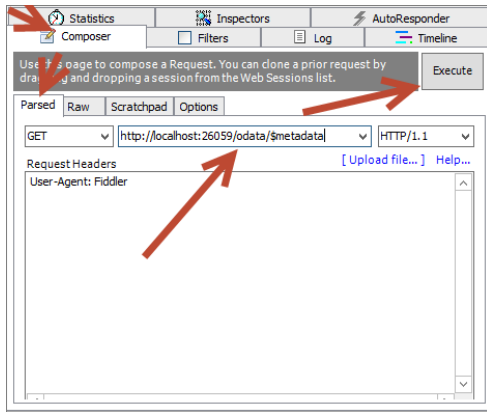 Statistics Inspectors AutoResponder
Composer Filters Log Timeline
Use this page to compose a Request. You can clone a prior request by
dragging and dropping a session from the Web Sessions list.
Execute
Parsed Raw Scratchpad Options
GET http://localhost:26059/odata/$metadata HTTP/1.1
Request Headers [ Upload file... ] Help...
User-Agent: Fiddler